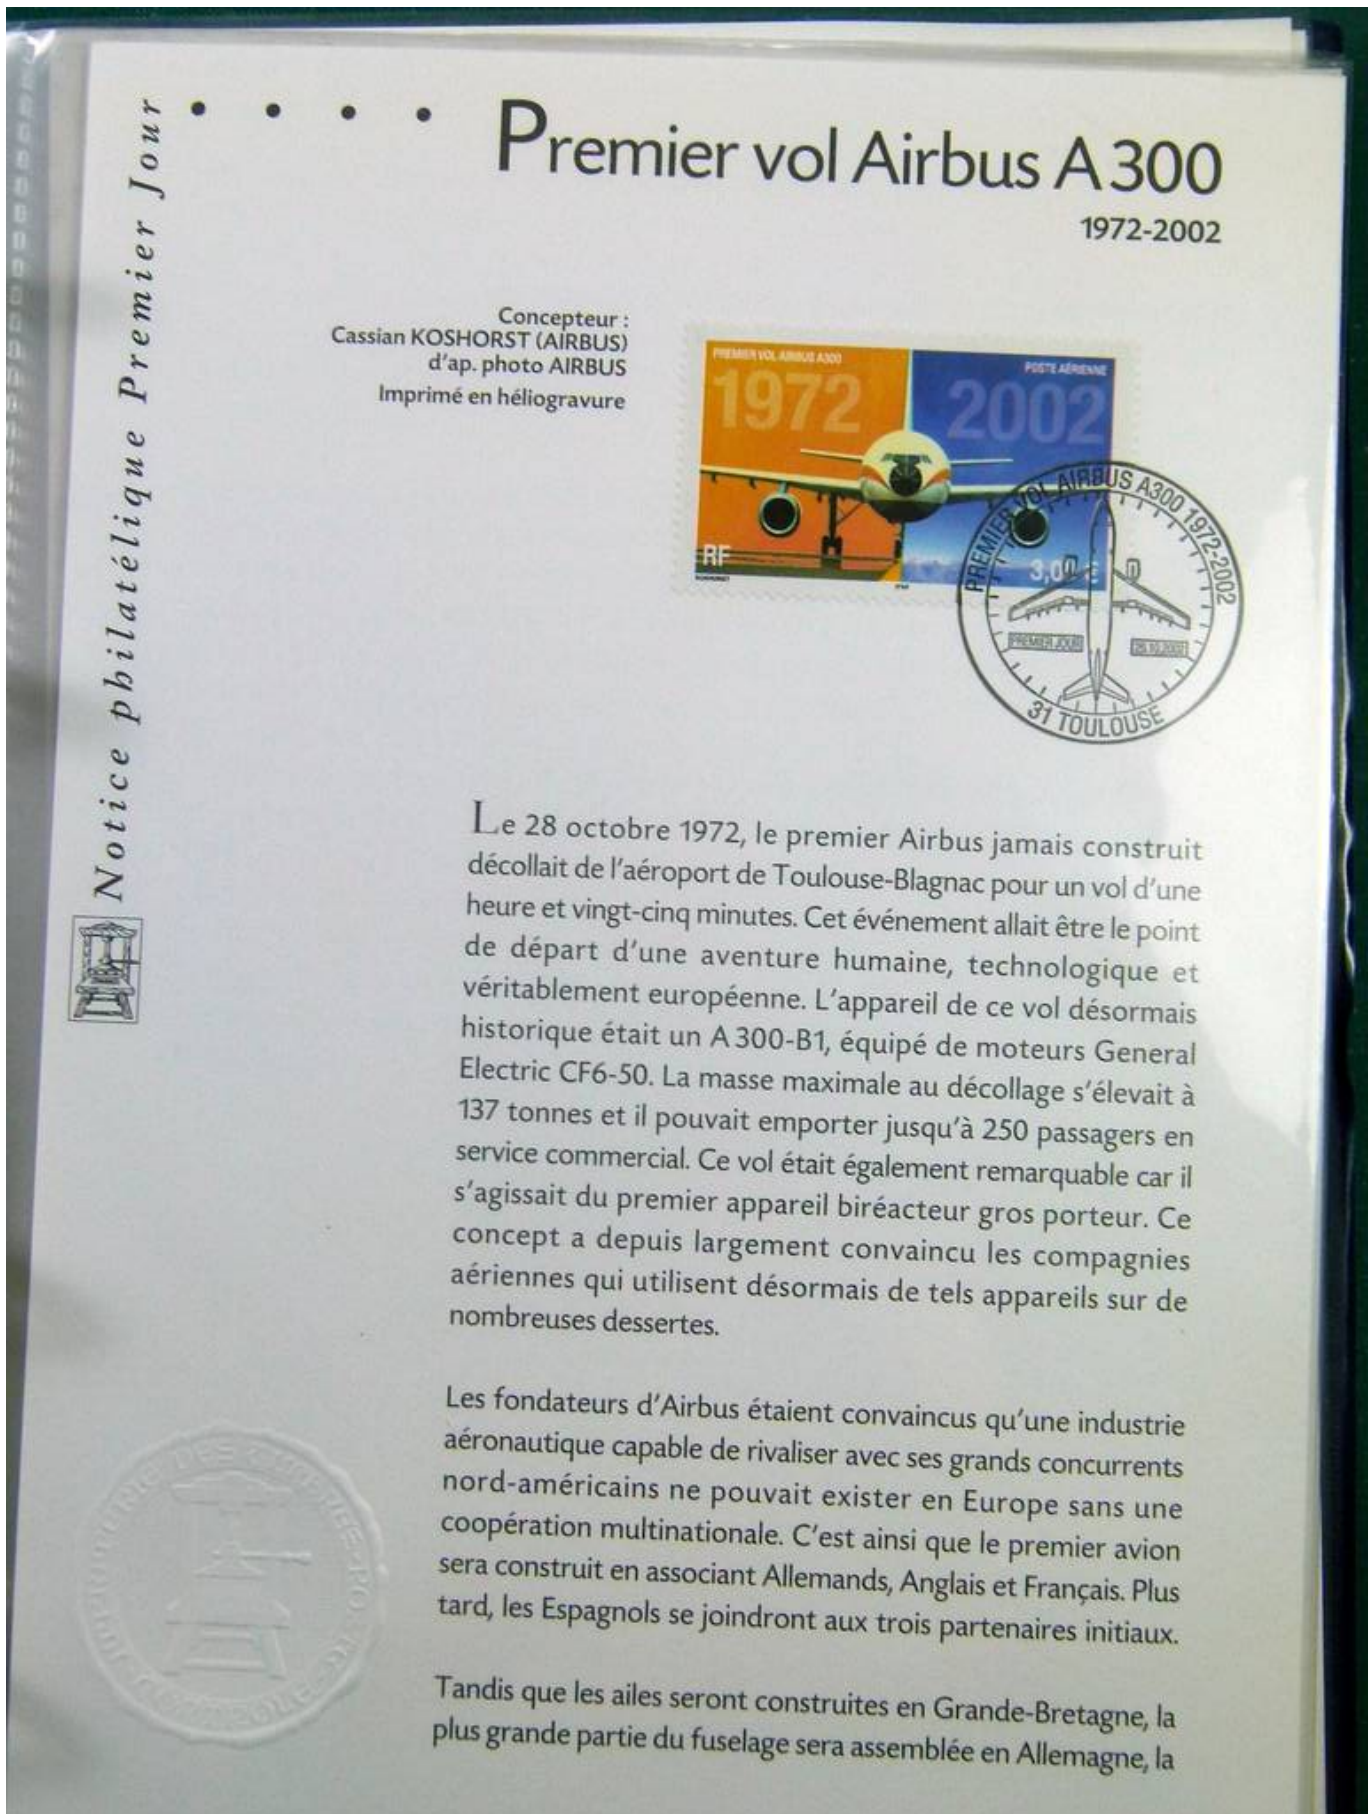 Notice philatélique Premier Jour
Premier vol Airbus A 300
1972-2002
Concepteur :
Cassian KOSHORST (AIRBUS)
d'ap. photo AIRBUS
Imprimé en héliogravure
PREMIER VOL AIRBUS A300
POSTE AÉRIENNE
1972
2002
RF
3,00 €
PREMIER VOL AIRBUS A300 1972-2002
PREMIER JOUR
31 TOULOUSE
Le 28 octobre 1972, le premier Airbus jamais construit
décollait de l'aéroport de Toulouse-Blagnac pour un vol d'une
heure et vingt-cinq minutes. Cet événement allait être le point
de départ d'une aventure humaine, technologique et
véritablement européenne. L'appareil de ce vol désormais
historique était un A 300-B1, équipé de moteurs General
Electric CF6-50. La masse maximale au décollage s'élevait à
137 tonnes et il pouvait emporter jusqu'à 250 passagers en
service commercial. Ce vol était également remarquable car il
s'agissait du premier appareil biréacteur gros porteur. Ce
concept a depuis largement convaincu les compagnies
aériennes qui utilisent désormais de tels appareils sur de
nombreuses dessertes.
Les fondateurs d'Airbus étaient convaincus qu'une industrie
aéronautique capable de rivaliser avec ses grands concurrents
nord-américains ne pouvait exister en Europe sans une
coopération multinationale. C'est ainsi que le premier avion
sera construit en associant Allemands, Anglais et Français. Plus
tard, les Espagnols se joindront aux trois partenaires initiaux.
Tandis que les ailes seront construites en Grande-Bretagne, la
plus grande partie du fuselage sera assemblée en Allemagne, la